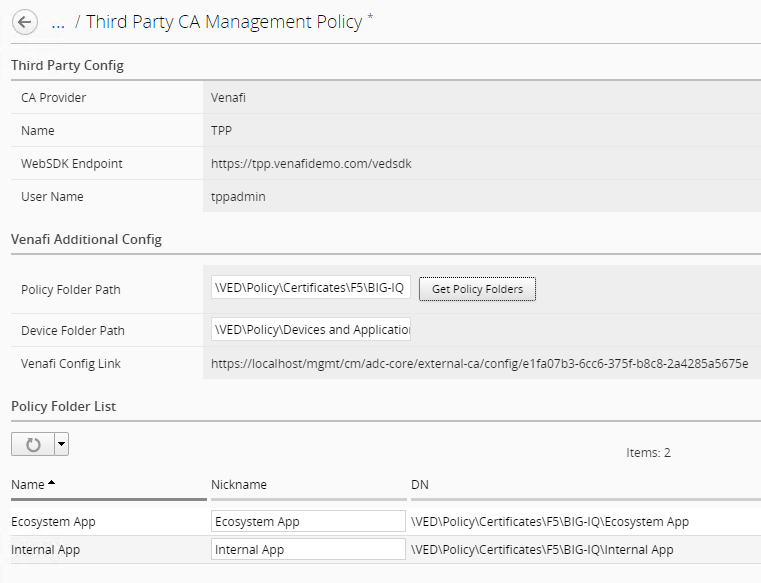 ... / Third Party CA Management Policy *
Third Party Config
CA Provider Venafi
Name TPP
WebSDK Endpoint https://tpp.venafidemo.com/vedsdk
User Name tppadmin
Venafi Additional Config
Policy Folder Path \VED\Policy\Certificates\F5\BIG-IQ Get Policy Folders
Device Folder Path \VED\Policy\Devices and Application
Venafi Config Link https://localhost/mgmt/cm/adc-core/external-ca/config/e1fa07b3-6cc6-375f-b8c8-2a4285a5675e
Policy Folder List
Items: 2
Name Nickname DN
Ecosystem App Ecosystem App \VED\Policy\Certificates\F5\BIG-IQ\Ecosystem App
Internal App Internal App \VED\Policy\Certificates\F5\BIG-IQ\Internal App